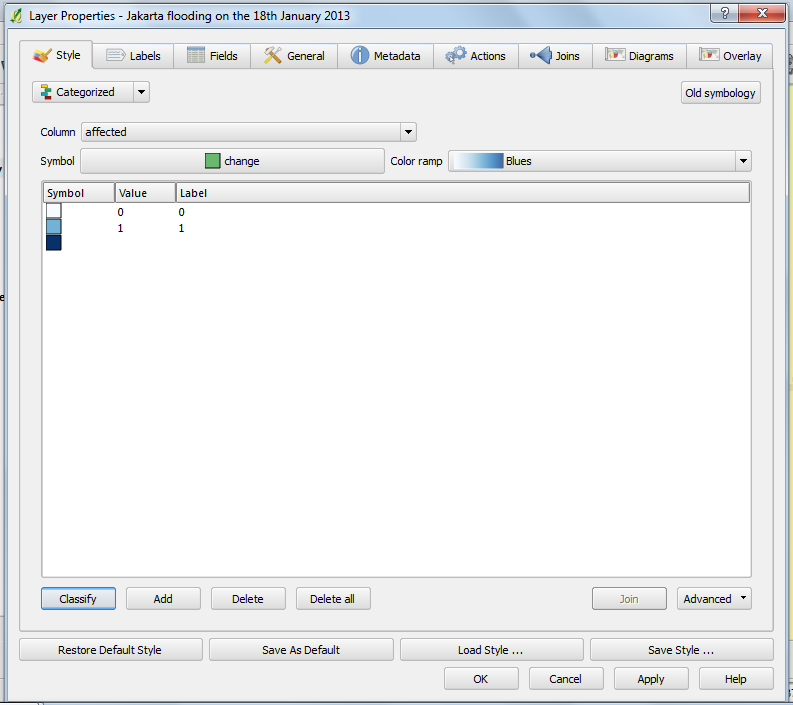 Layer Properties - Jakarta flooding on the 18th January 2013
?
Style Labels Fields General Metadata Actions Joins Diagrams Overlay
Categorized Old symbology
Column affected
Symbol change Color ramp Blues
Symbol Value Label
0 0
1 1
Classify Add Delete Delete all Join Advanced
Restore Default Style Save As Default Load Style ... Save Style ...
OK Cancel Apply Help